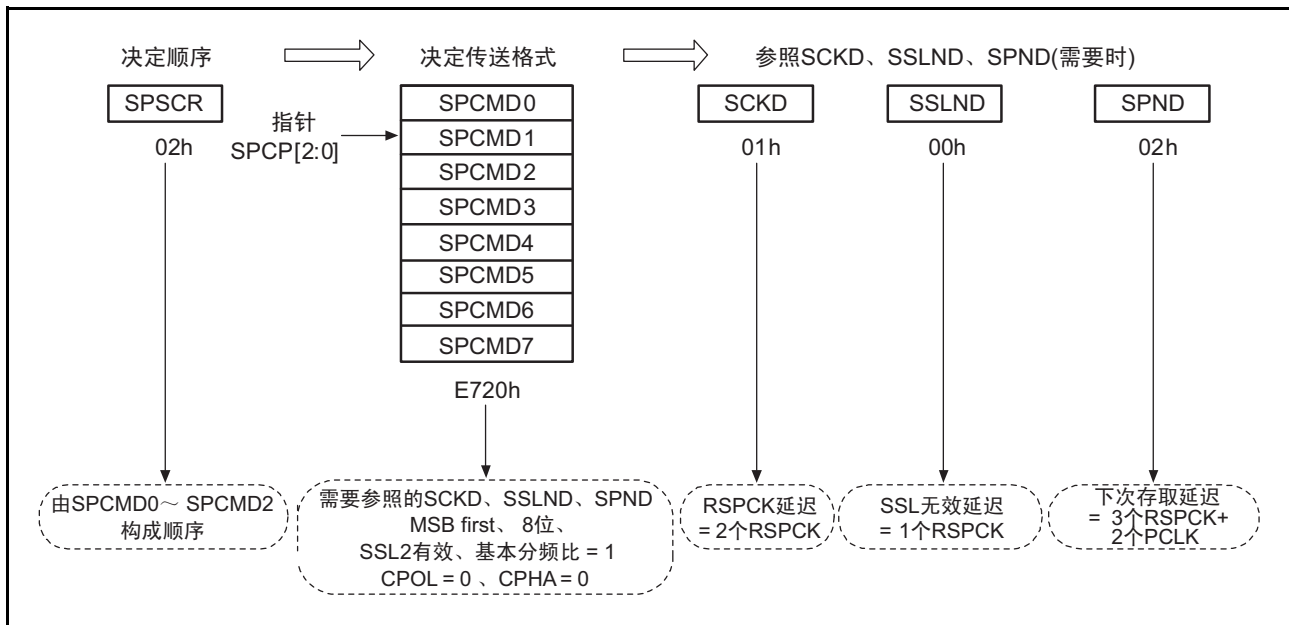 决定顺序
决定传送格式
参照SCKD、SSLND、SPND(需要时)
SPSCR
02h
指针
SPCP[2:0]
SPCMD0
SPCMD1
SPCMD2
SPCMD3
SPCMD4
SPCMD5
SPCMD6
SPCMD7
E720h
SCKD
01h
SSLND
00h
SPND
02h
由SPCMD0～ SPCMD2
构成顺序
需要参照的SCKD、SSLND、SPND
MSB first、 8位、
SSL2有效、基本分频比 = 1
CPOL = 0 、CPHA = 0
RSPCK延迟
= 2个RSPCK
SSL无效延迟
= 1个RSPCK
下次存取延迟
= 3个RSPCK+
2个PCLK